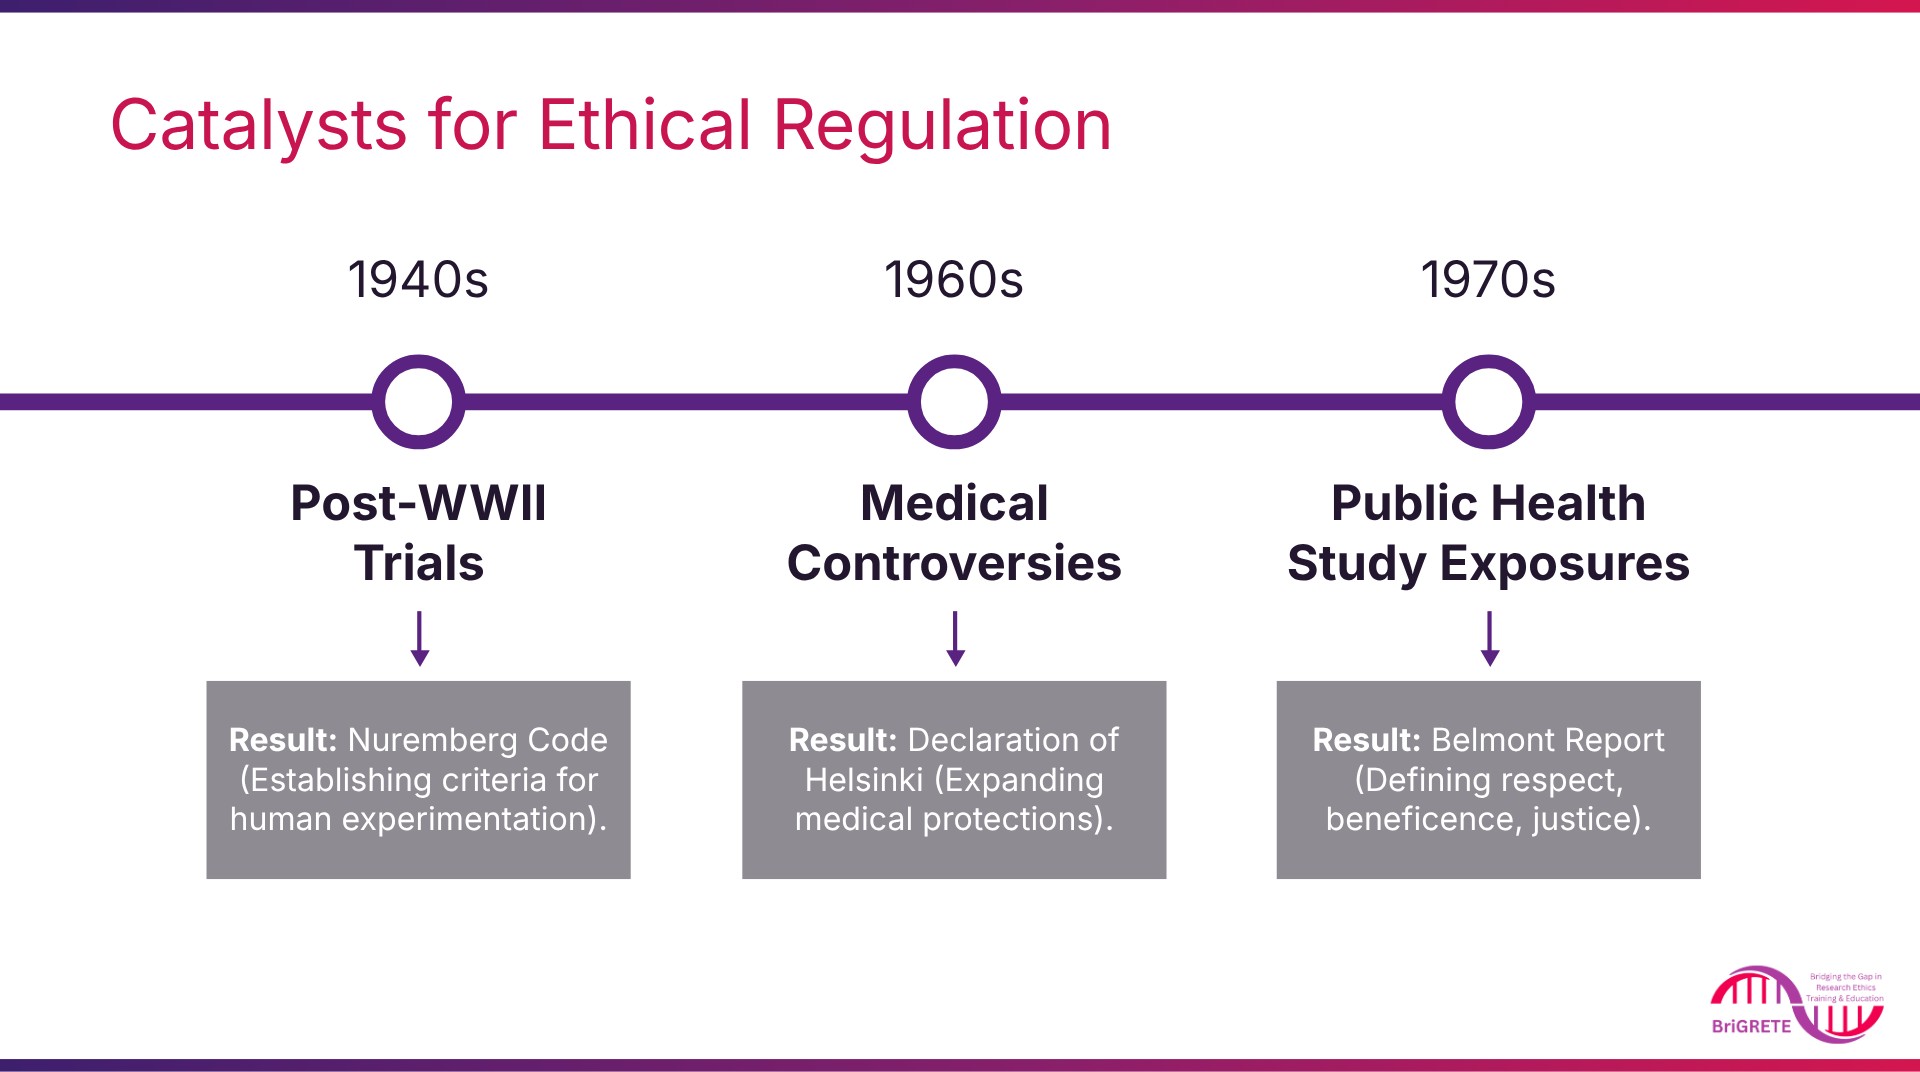 Catalysts for Ethical Regulation
1940s
1960s
1970s
Post-WWII
Trials
Medical
Controversies
Public Health
Study Exposures
Result: Nuremberg Code
(Establishing criteria for
human experimentation).
Result: Declaration of
Helsinki (Expanding
medical protections).
Result: Belmont Report
(Defining respect,
beneficence, justice).
Bridging the Gap in
Research Ethics
Training & Education
BriGRETE